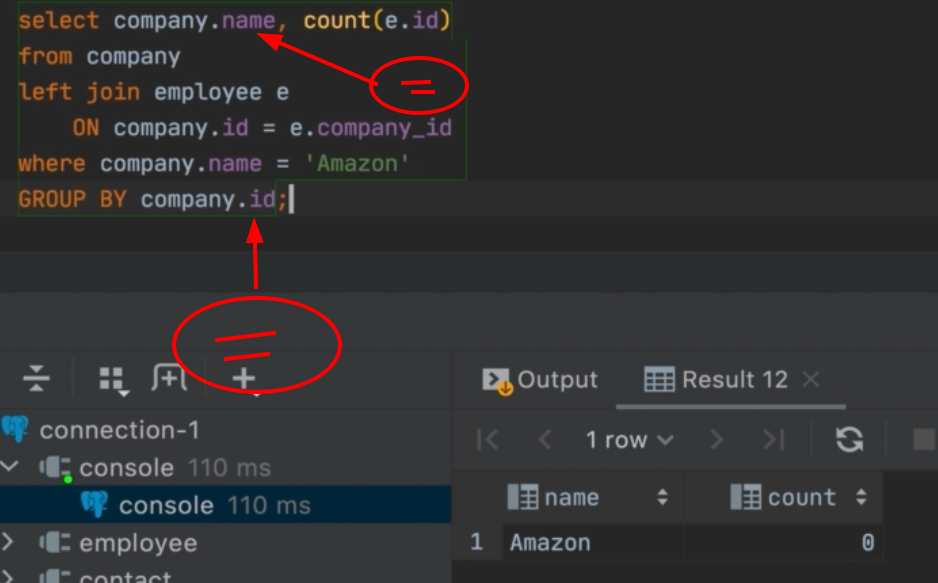 select company.name, count(e.id)
from company
left join employee e
ON company.id = e.company_id
where company.name = 'Amazon'
GROUP BY company.id;
Output
Result 12
1 row
connection-1
console 110 ms
console 110 ms
employee
contact
name count
1 Amazon 0